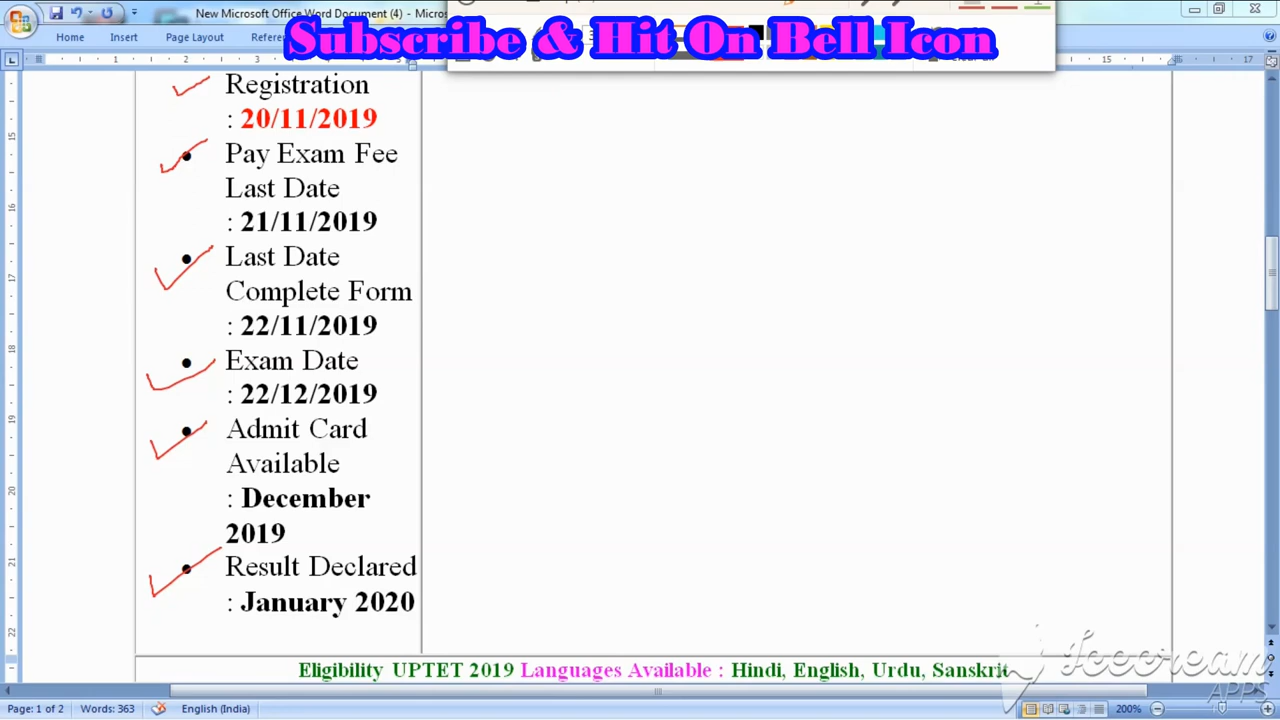 New Microsoft Office Word Document (4) - Micros
Subscribe & Hit On Bell Icon
Home Insert Page Layout Refer
Registration
: 20/11/2019
Pay Exam Fee
Last Date
: 21/11/2019
Last Date
Complete Form
: 22/11/2019
Exam Date
: 22/12/2019
Admit Card
Available
: December
2019
Result Declared
: January 2020
Eligibility UPTET 2019 Languages Available : Hindi, English, Urdu, Sanskrit
Icecream
APPS
Page: 1 of 2 Words: 363 English (India) 200%